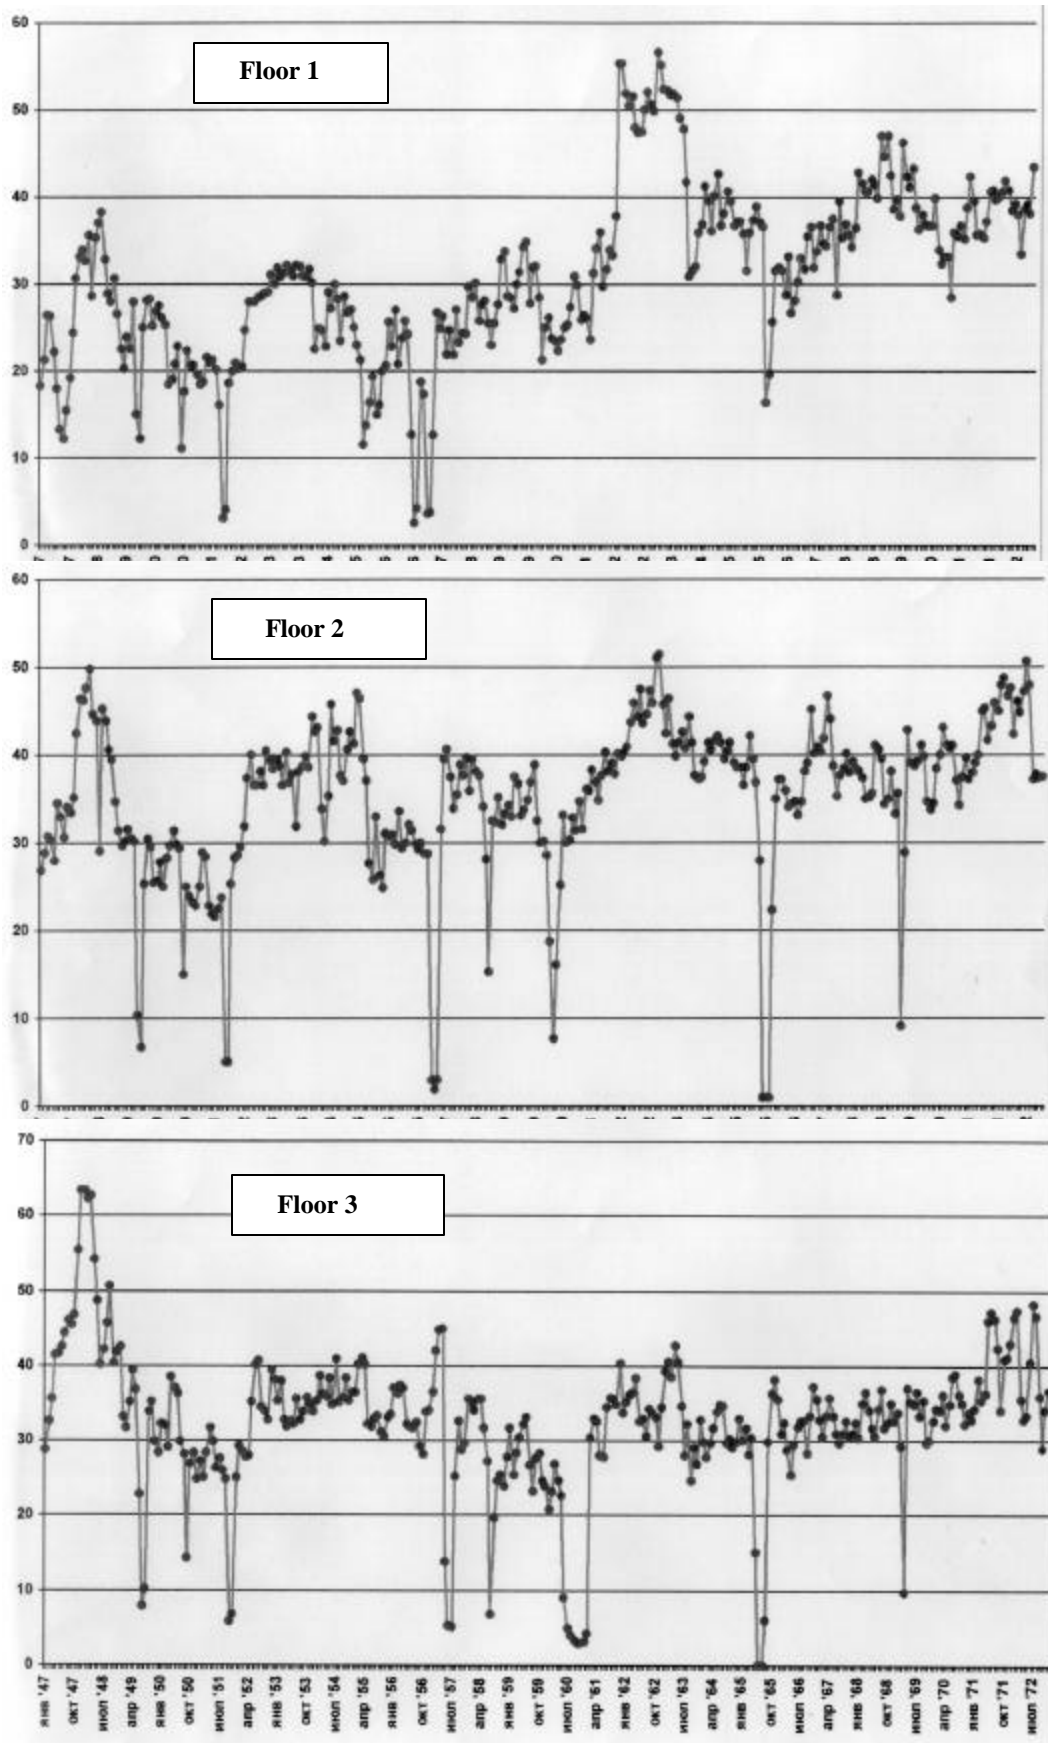 60
Floor 1
50
40
30
20
10
0
60
Floor 2
50
40
30
20
10
0
70
Floor 3
60
50
40
30
20
10
0
янв '47
окт '47
июл '48
апр '49
янв '50
окт '50
июл '51
апр '52
янв '53
окт '53
июл '54
апр '55
янв '56
окт '56
июл '57
апр '58
янв '59
окт '59
июл '60
апр '61
янв '62
окт '62
июл '63
апр '64
янв '65
окт '65
июл '66
апр '67
янв '68
окт '68
июл '69
апр '70
янв '71
окт '71
июл '72